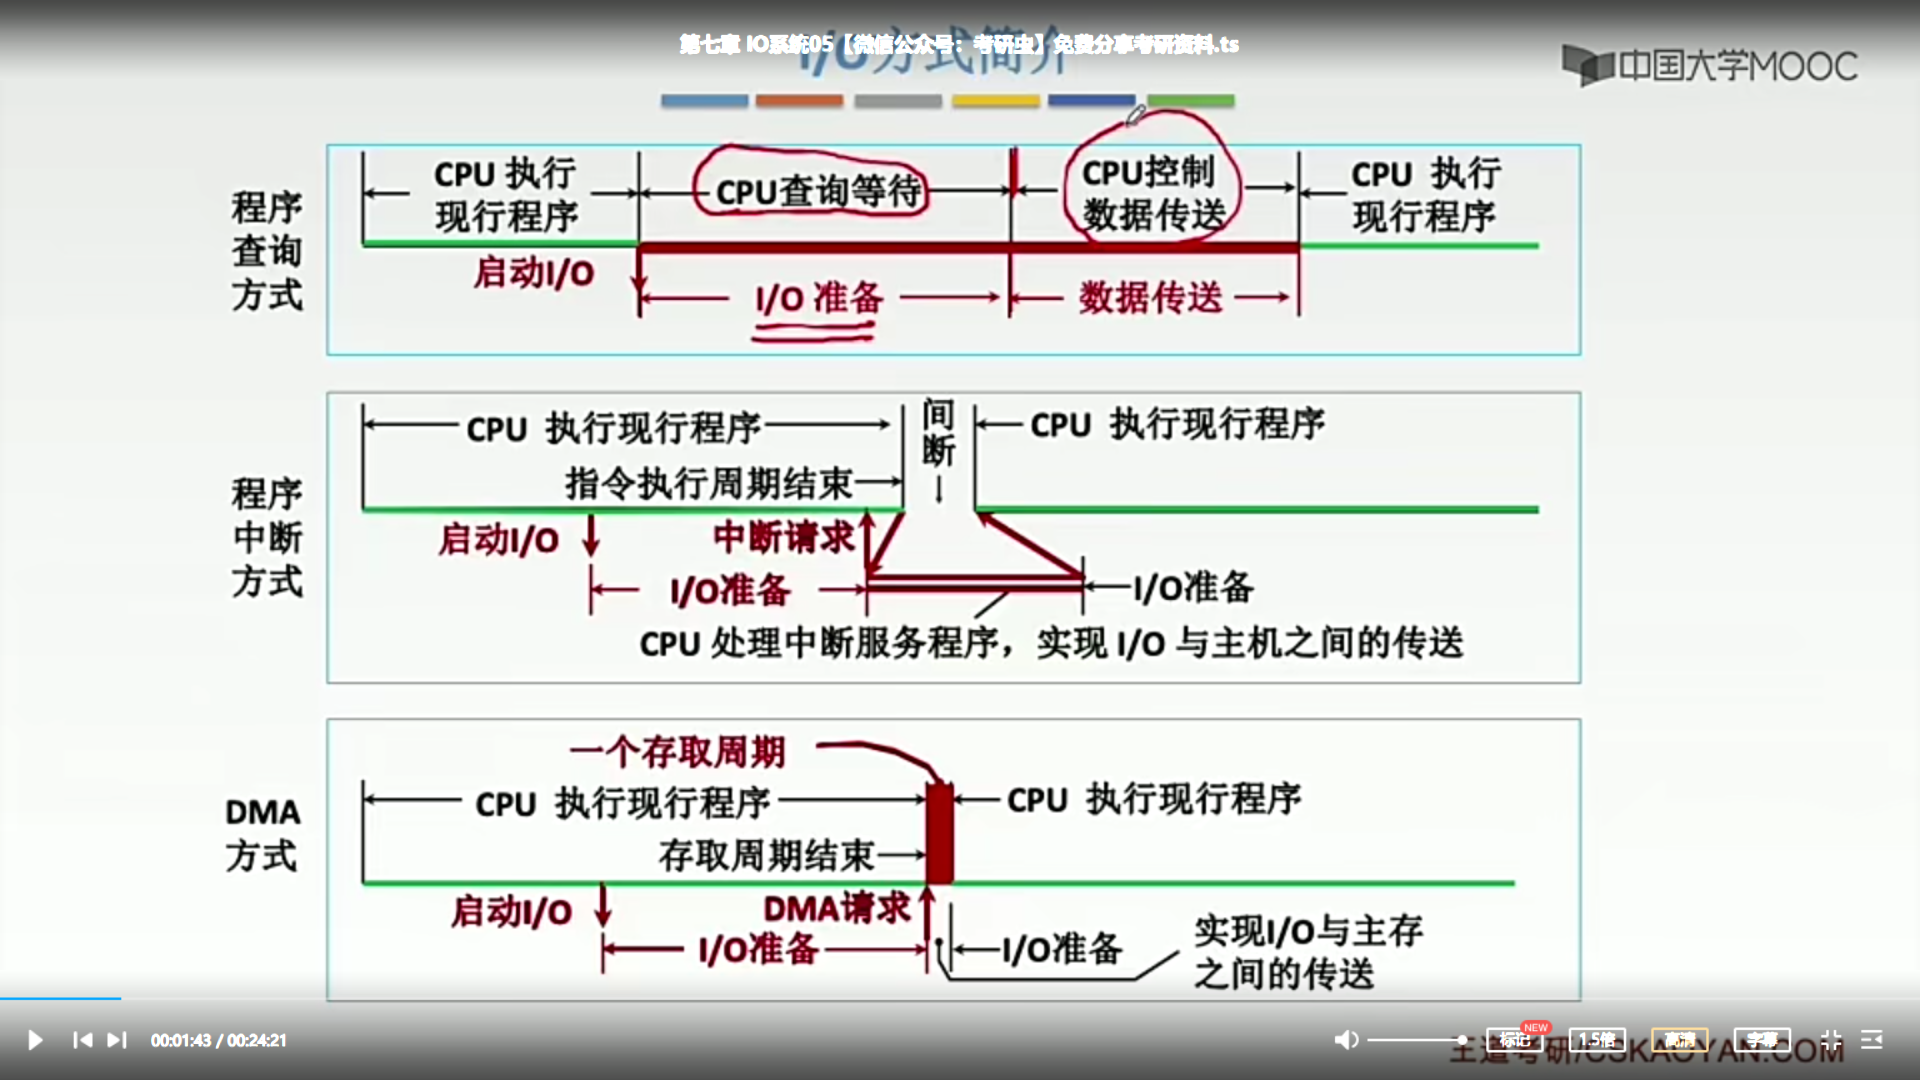 第七章 IO系统05【微信公众号：考研虫】免费分享考研资料.ts
I/O方式简介
中国大学MOOC
程序
查询
方式
CPU 执行
现行程序
CPU查询等待
CPU控制
数据传送
CPU 执行
现行程序
启动I/O
I/O 准备
数据传送
程序
中断
方式
CPU 执行现行程序
间
断
CPU 执行现行程序
指令执行周期结束
启动I/O
中断请求
I/O准备
I/O准备
CPU 处理中断服务程序，实现 I/O 与主机之间的传送
DMA
方式
一个存取周期
CPU 执行现行程序
CPU 执行现行程序
存取周期结束
启动I/O
DMA请求
I/O准备
I/O准备
实现I/O与主存
之间的传送
00:01:43 / 00:24:21
标记
NEW
1.5倍
高清
字幕
王道考研/CSKAOYAN.COM